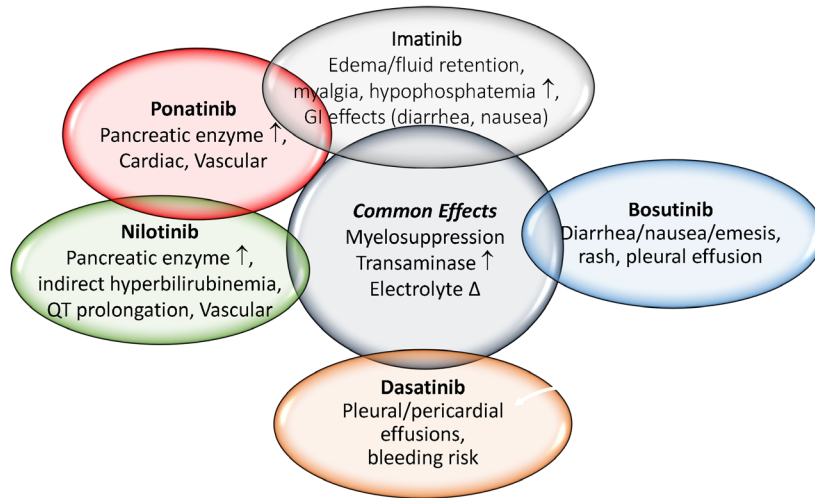 Imatinib
Edema/fluid retention,
myalgia, hypophosphatemia ↑,
GI effects (diarrhea, nausea)
Ponatinib
Pancreatic enzyme ↑,
Cardiac, Vascular
Common Effects
Myelosuppression
Transaminase ↑
Electrolyte Δ
Bosutinib
Diarrhea/nausea/emesis,
rash, pleural effusion
Nilotinib
Pancreatic enzyme ↑,
indirect hyperbilirubinemia,
QT prolongation, Vascular
Dasatinib
Pleural/pericardial
effusions,
bleeding risk